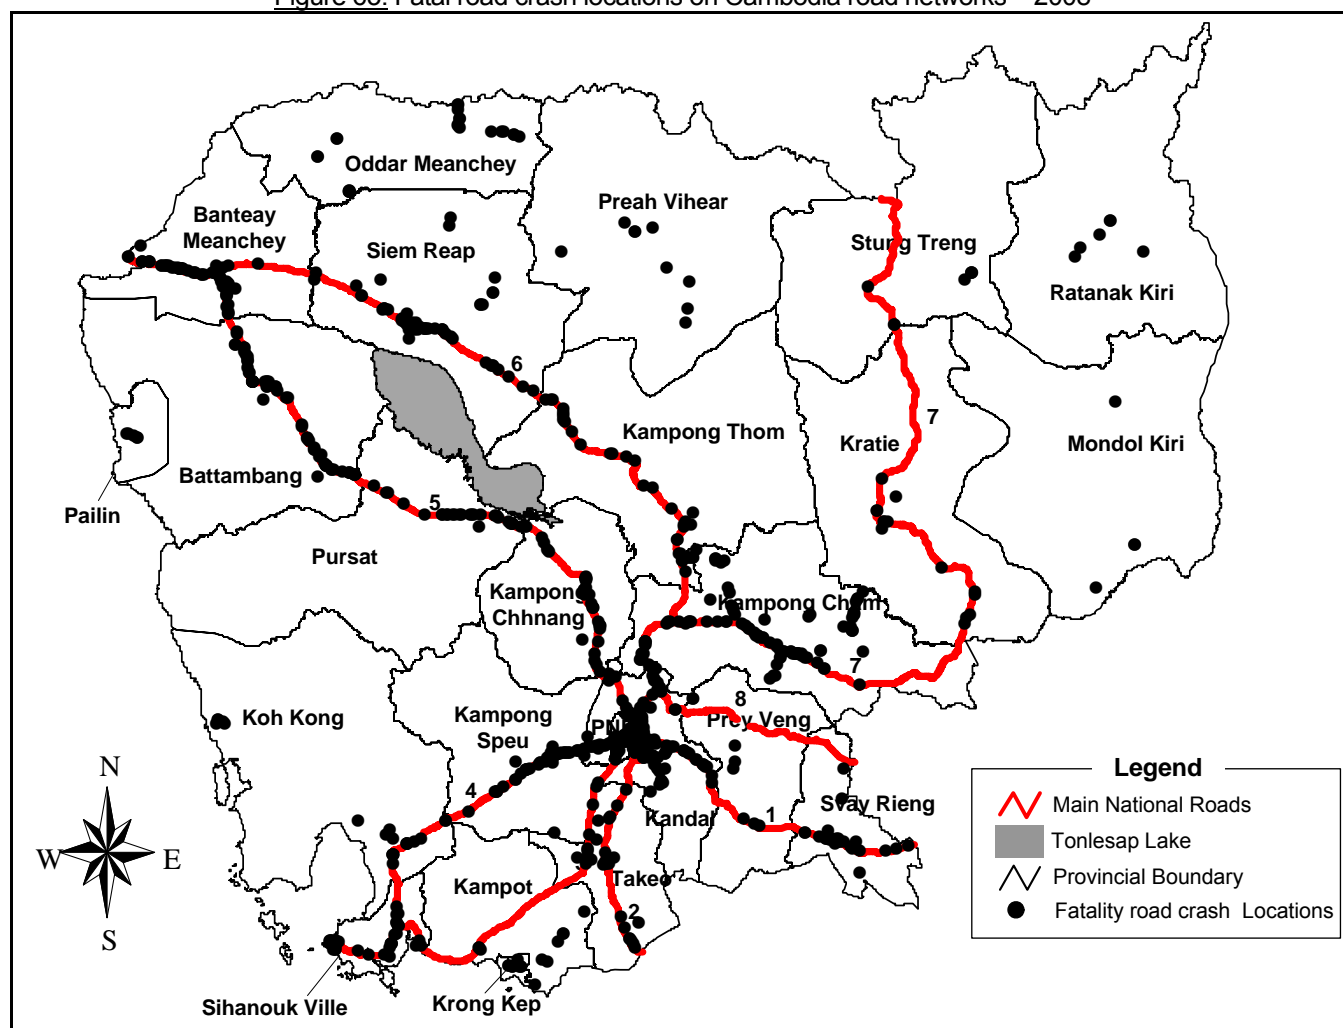 Oddar Meanchey
Banteay
Meanchey
Siem Reap
Preah Vihear
Stung Treng
Ratanak Kiri
6
7
Kampong Thom
Kratie
Mondol Kiri
Battambang
Pailin
5
Pursat
Kampong
Chhnang
Kampong Cham
7
8
Koh Kong
Kampong
Speu
Prey Veng
Legend
N
W
E
S
Main National Roads
Tonlesap Lake
Provincial Boundary
Fatality road crash Locations
4
Kandal
1
Svay Rieng
Kampot
Takeo
2
Sihanouk Ville
Krong Kep